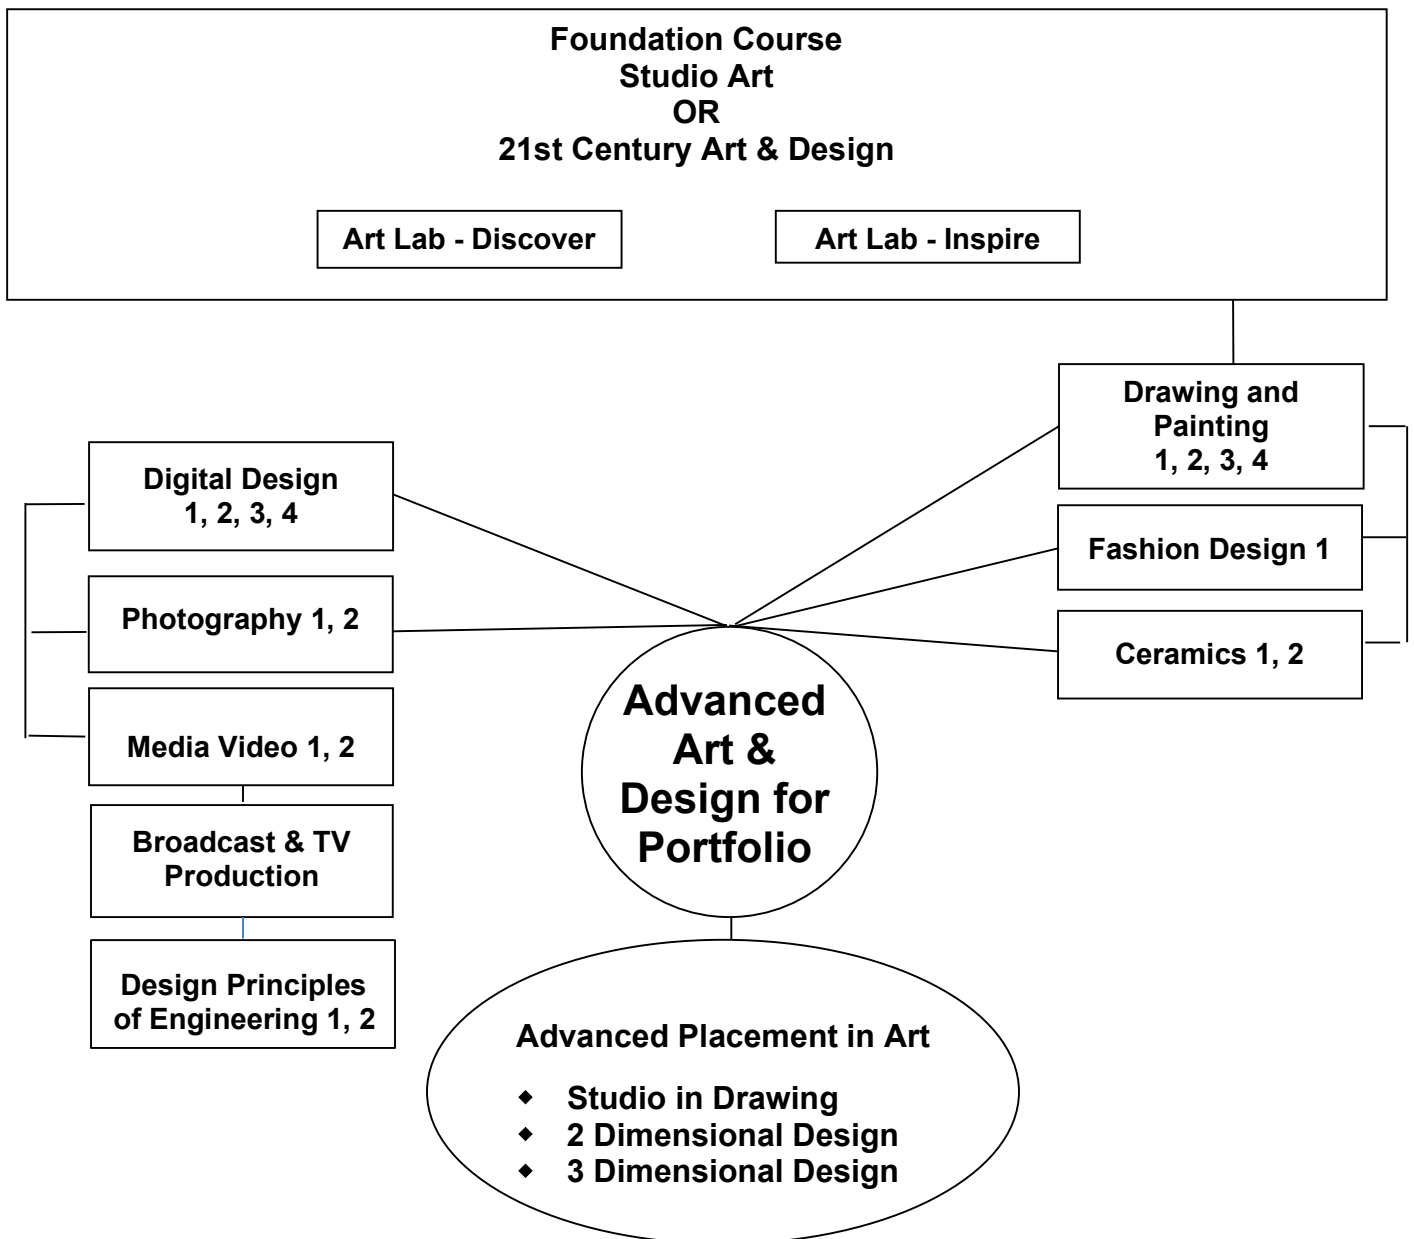 Foundation Course
Studio Art
OR
21st Century Art & Design
Art Lab - Discover
Art Lab - Inspire
Drawing and
Painting
1, 2, 3, 4
Digital Design
1, 2, 3, 4
Fashion Design 1
Photography 1, 2
Ceramics 1, 2
Media Video 1, 2
Broadcast & TV
Production
Design Principles
of Engineering 1, 2
Advanced
Art &
Design for
Portfolio
Advanced Placement in Art
◆ Studio in Drawing
◆ 2 Dimensional Design
◆ 3 Dimensional Design